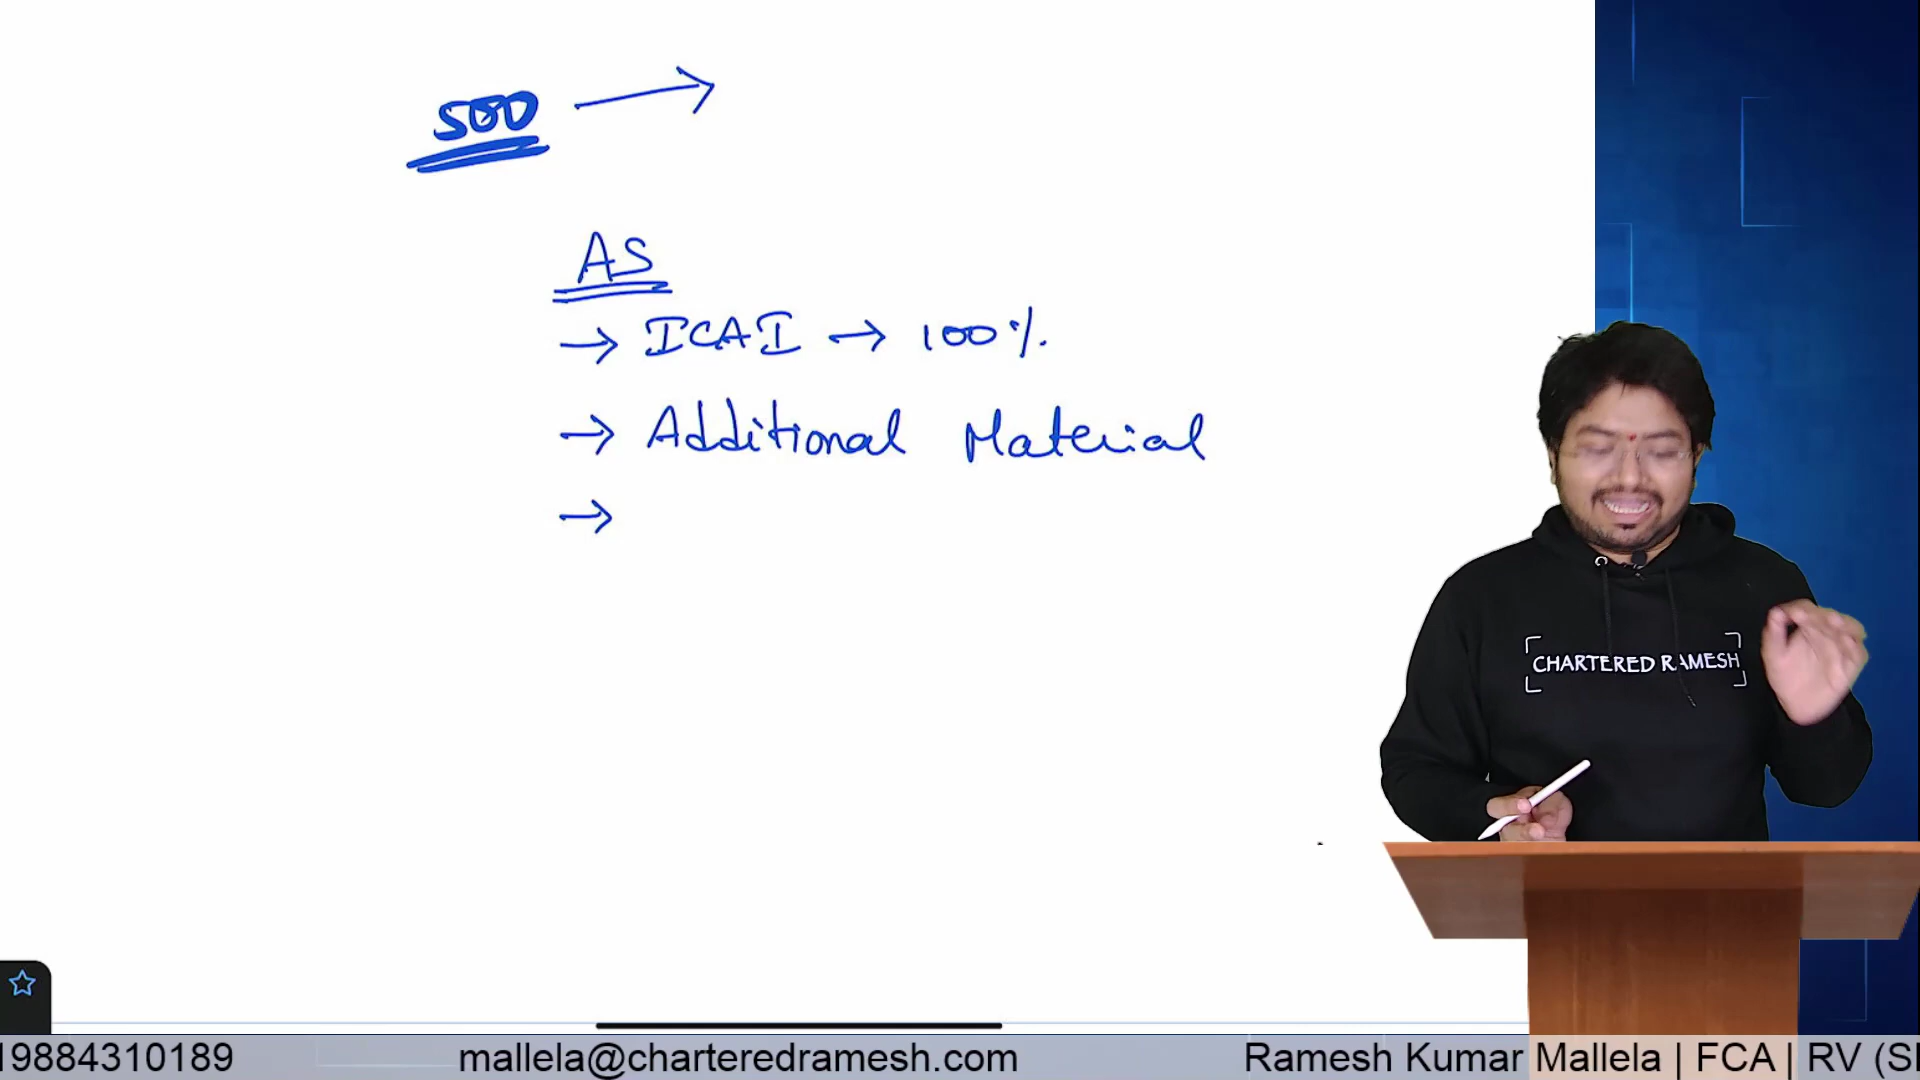 500 →
AS
→ ICAI → 100%.
→ Additional Material
→
CHARTERED RAMESH
19884310189 mallela@charteredramesh.com Ramesh Kumar Mallela | FCA | RV (S